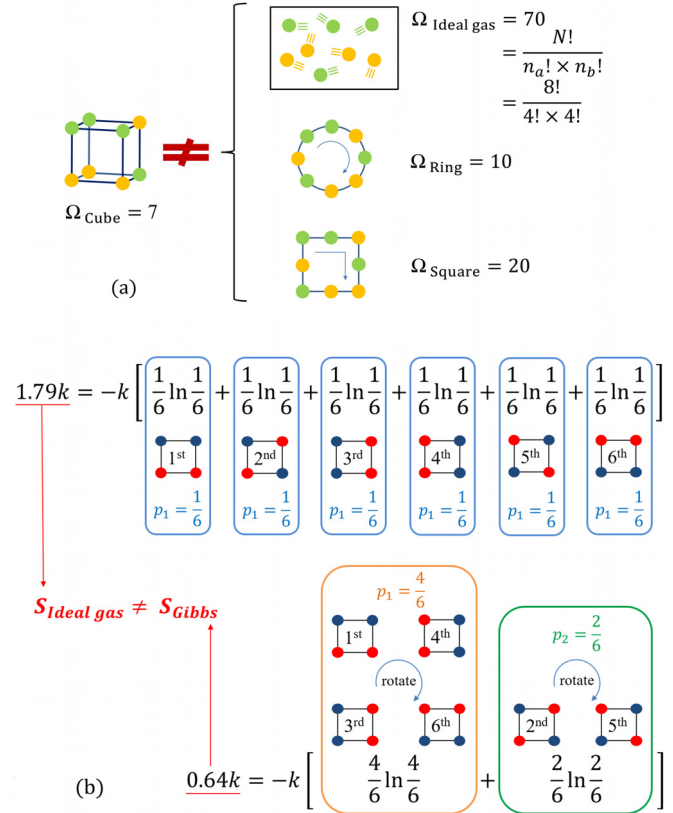 Ω Ideal gas = 70
= N! / (n_a! × n_b!)
= 8! / (4! × 4!)
≠
Ω Cube = 7
Ω Ring = 10
Ω Square = 20
(a)
1.79k = −k [ 1/6 ln 1/6 + 1/6 ln 1/6 + 1/6 ln 1/6 + 1/6 ln 1/6 + 1/6 ln 1/6 + 1/6 ln 1/6 ]
1st 2nd 3rd 4th 5th 6th
p₁ = 1/6 p₁ = 1/6 p₁ = 1/6 p₁ = 1/6 p₁ = 1/6 p₁ = 1/6
S_Ideal gas ≠ S_Gibbs
p₁ = 4/6
1st 4th
rotate
3rd 6th
p₂ = 2/6
rotate
2nd 5th
(b)
0.64k = −k [ 4/6 ln 4/6 + 2/6 ln 2/6 ]